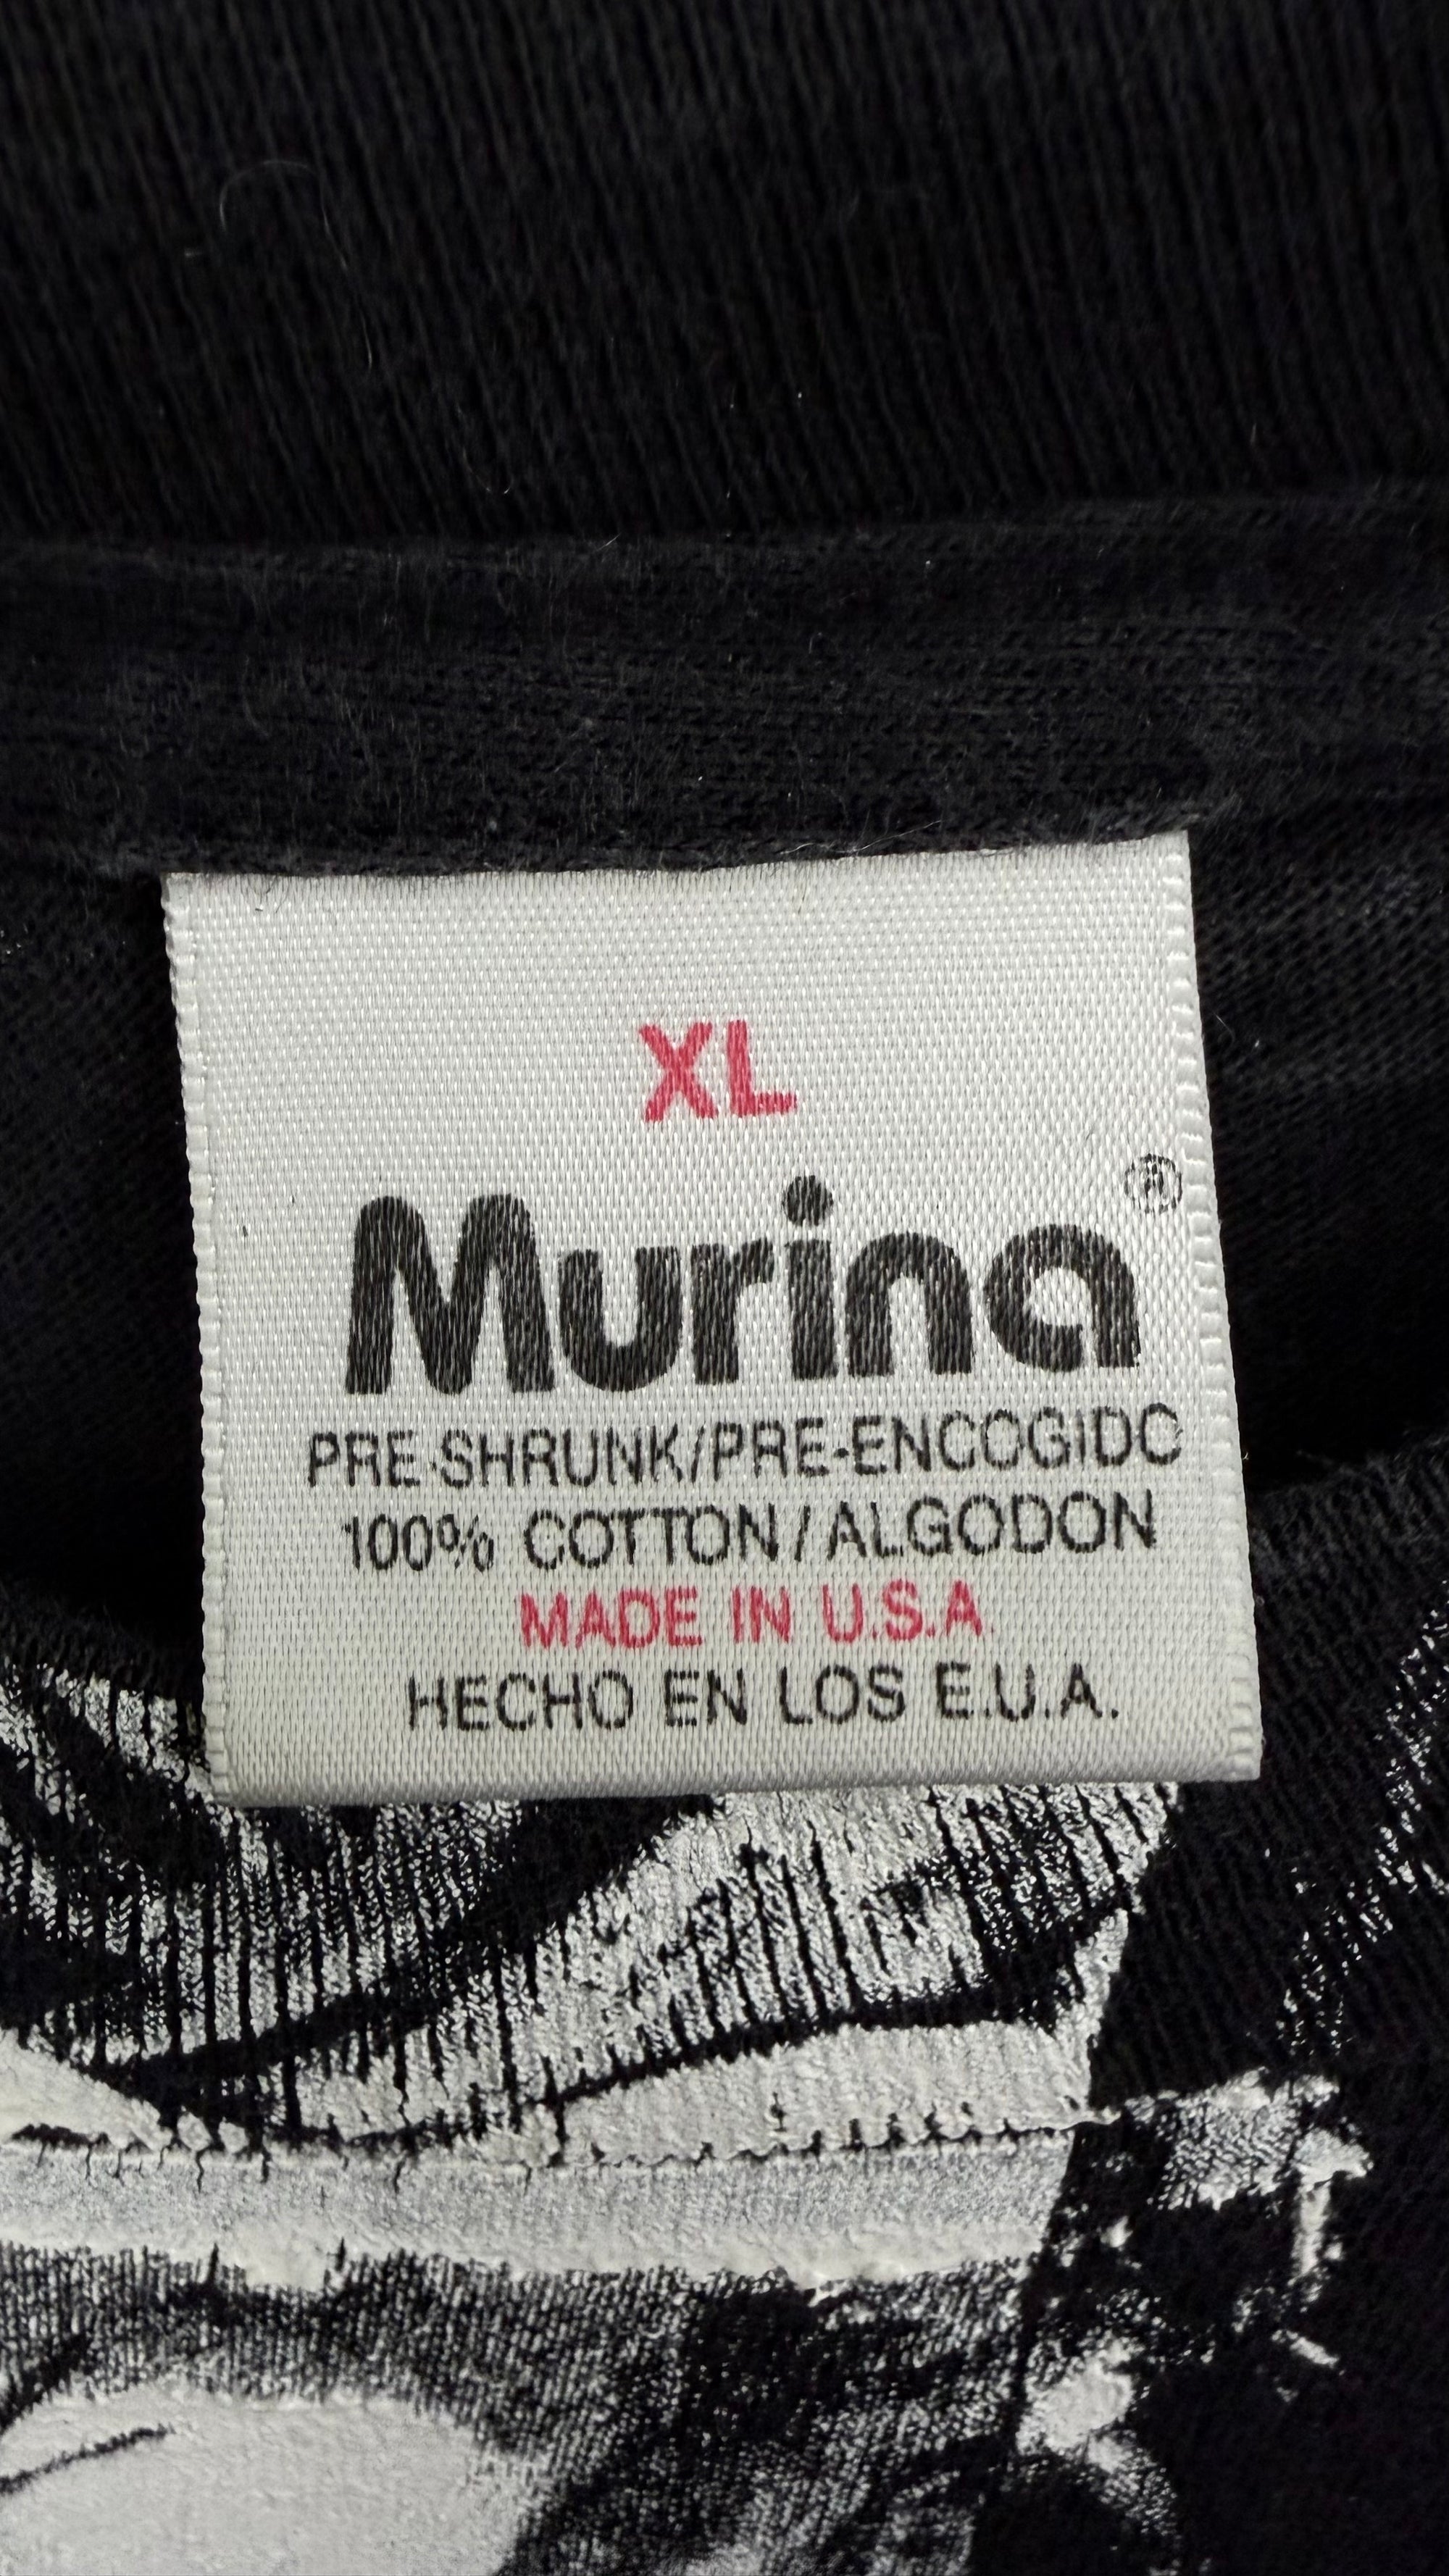 XL
Murina®
PRE-SHRUNK/PRE-ENCOGIDO
100% COTTON/ALGODON
MADE IN U.S.A
HECHO EN LOS E.U.A.